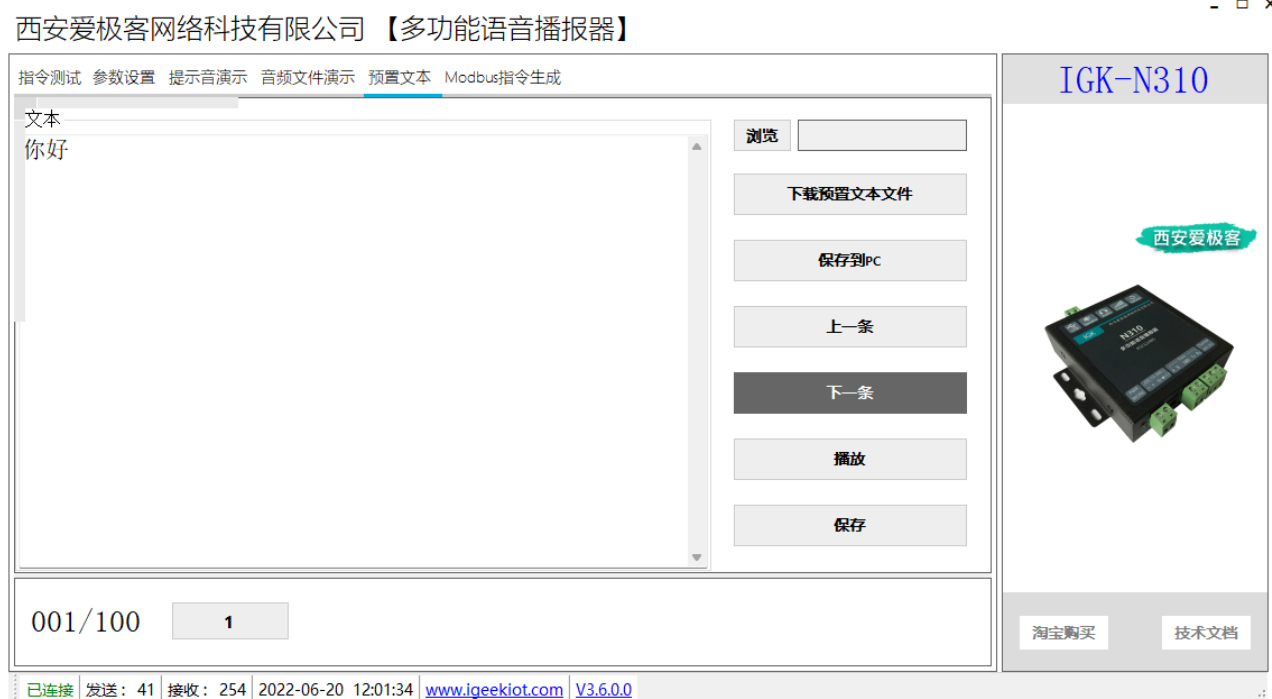 西安爱极客网络科技有限公司 【多功能语音播报器】
指令测试 参数设置 提示音演示 音频文件演示 预置文本 Modbus指令生成
文本
你好
浏览
下载预置文本文件
保存到PC
上一条
下一条
播放
保存
001/100 1
IGK-N310
西安爱极客
IGK
N310
淘宝购买 技术文档
已连接 发送: 41 接收: 254 2022-06-20 12:01:34 www.igeekiot.com V3.6.0.0